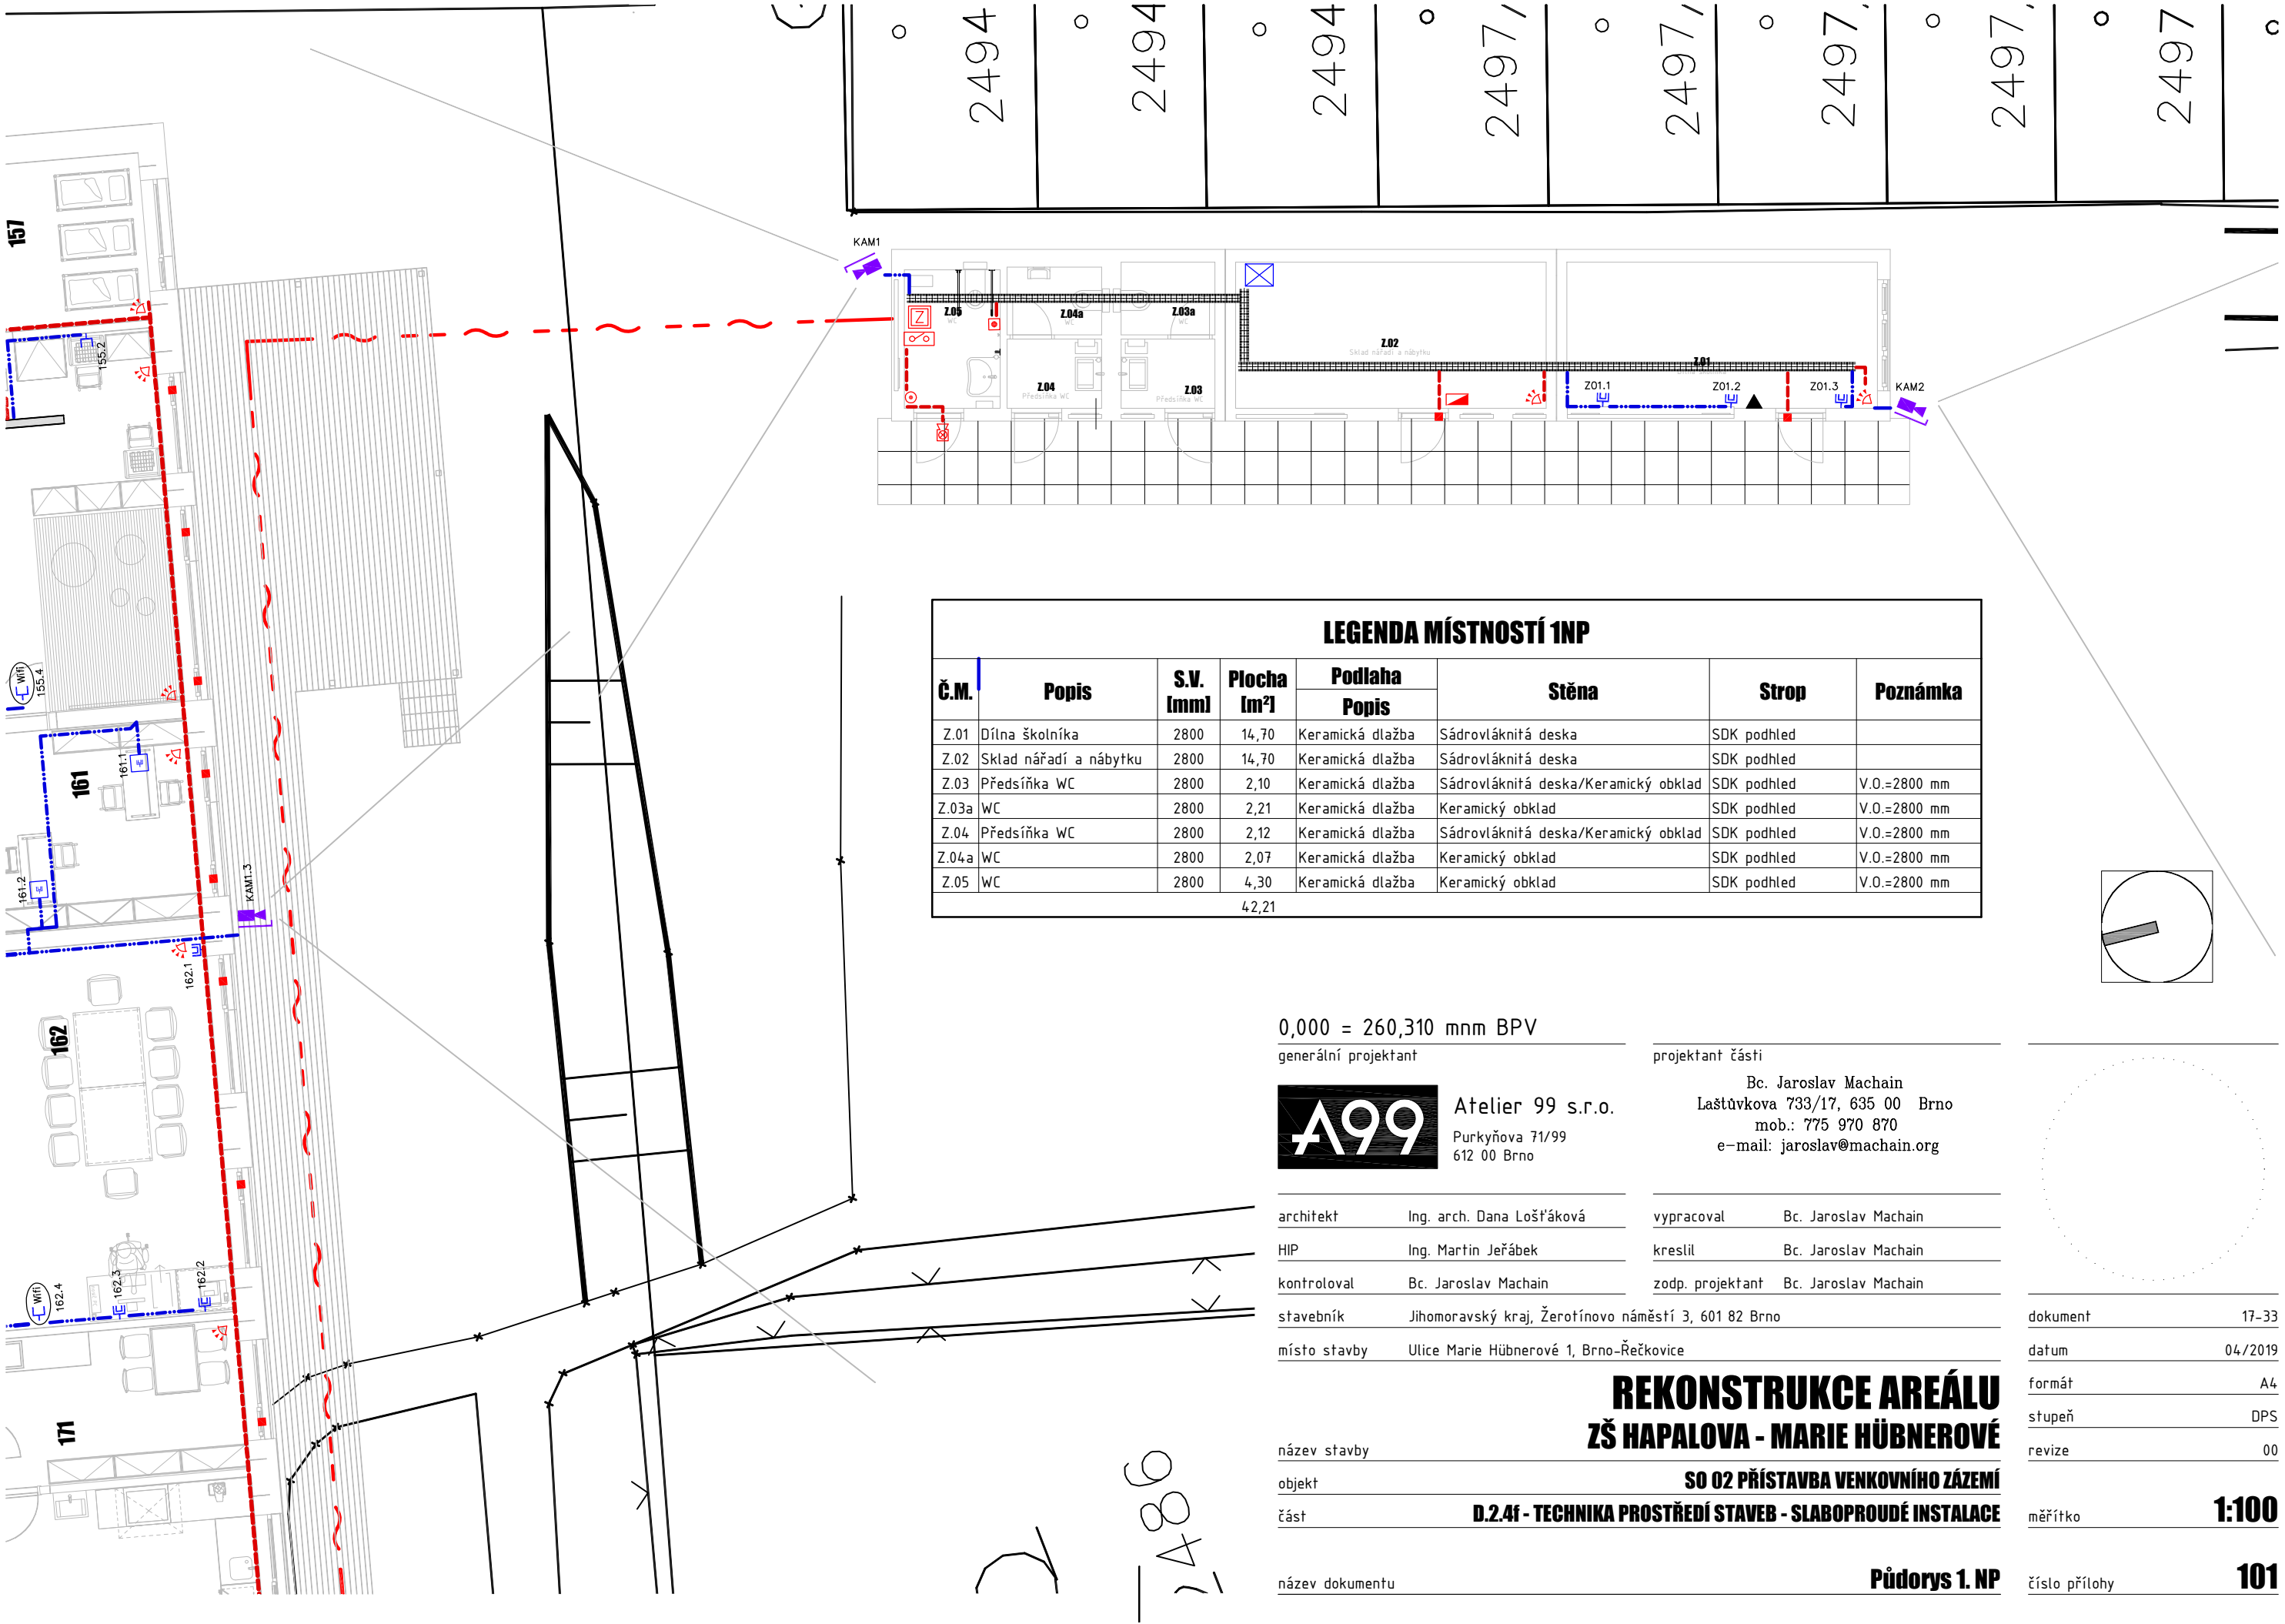 2494
2494
2494
2497/
2497/
2497/
2497/
2497
157
155.2
KAM1
Z
Z.05
WC
Z.04a
WC
Z.03a
WC
Z.04
Předsíňka WC
Z.03
Předsíňka WC
Z.02
Sklad nářadí a nábytku
Z.01
Z01.1
Z01.2
Z01.3
KAM2
Wifi
155.4
161.1
161
161.2
KAM1.3
162.1
162
Wifi
162.4
162.3
162.2
171
LEGENDA MÍSTNOSTÍ 1NP
Č.M. Popis S.V. [mm] Plocha [m²] Podlaha Popis Stěna Strop Poznámka
Z.01 Dílna školníka 2800 14,70 Keramická dlažba Sádrovláknitá deska SDK podhled
Z.02 Sklad nářadí a nábytku 2800 14,70 Keramická dlažba Sádrovláknitá deska SDK podhled
Z.03 Předsíňka WC 2800 2,10 Keramická dlažba Sádrovláknitá deska/Keramický obklad SDK podhled V.O.=2800 mm
Z.03a WC 2800 2,21 Keramická dlažba Keramický obklad SDK podhled V.O.=2800 mm
Z.04 Předsíňka WC 2800 2,12 Keramická dlažba Sádrovláknitá deska/Keramický obklad SDK podhled V.O.=2800 mm
Z.04a WC 2800 2,07 Keramická dlažba Keramický obklad SDK podhled V.O.=2800 mm
Z.05 WC 2800 4,30 Keramická dlažba Keramický obklad SDK podhled V.O.=2800 mm
42,21
0,000 = 260,310 mnm BPV
generální projektant
A99
Atelier 99 s.r.o.
Purkyňova 71/99
612 00 Brno
projektant části
Bc. Jaroslav Machain
Laštůvkova 733/17, 635 00 Brno
mob.: 775 970 870
e-mail: jaroslav@machain.org
architekt Ing. arch. Dana Lošťáková
vypracoval Bc. Jaroslav Machain
HIP Ing. Martin Jeřábek
kreslil Bc. Jaroslav Machain
kontroloval Bc. Jaroslav Machain
zodp. projektant Bc. Jaroslav Machain
stavebník Jihomoravský kraj, Žerotínovo náměstí 3, 601 82 Brno
místo stavby Ulice Marie Hübnerové 1, Brno-Řečkovice
REKONSTRUKCE AREÁLU
název stavby ZŠ HAPALOVA - MARIE HÜBNEROVÉ
objekt SO 02 PŘÍSTAVBA VENKOVNÍHO ZÁZEMÍ
část D.2.4f - TECHNIKA PROSTŘEDÍ STAVEB - SLABOPROUDÉ INSTALACE
název dokumentu Půdorys 1. NP
dokument 17-33
datum 04/2019
formát A4
stupeň DPS
revize 00
měřítko 1:100
číslo přílohy 101
2486